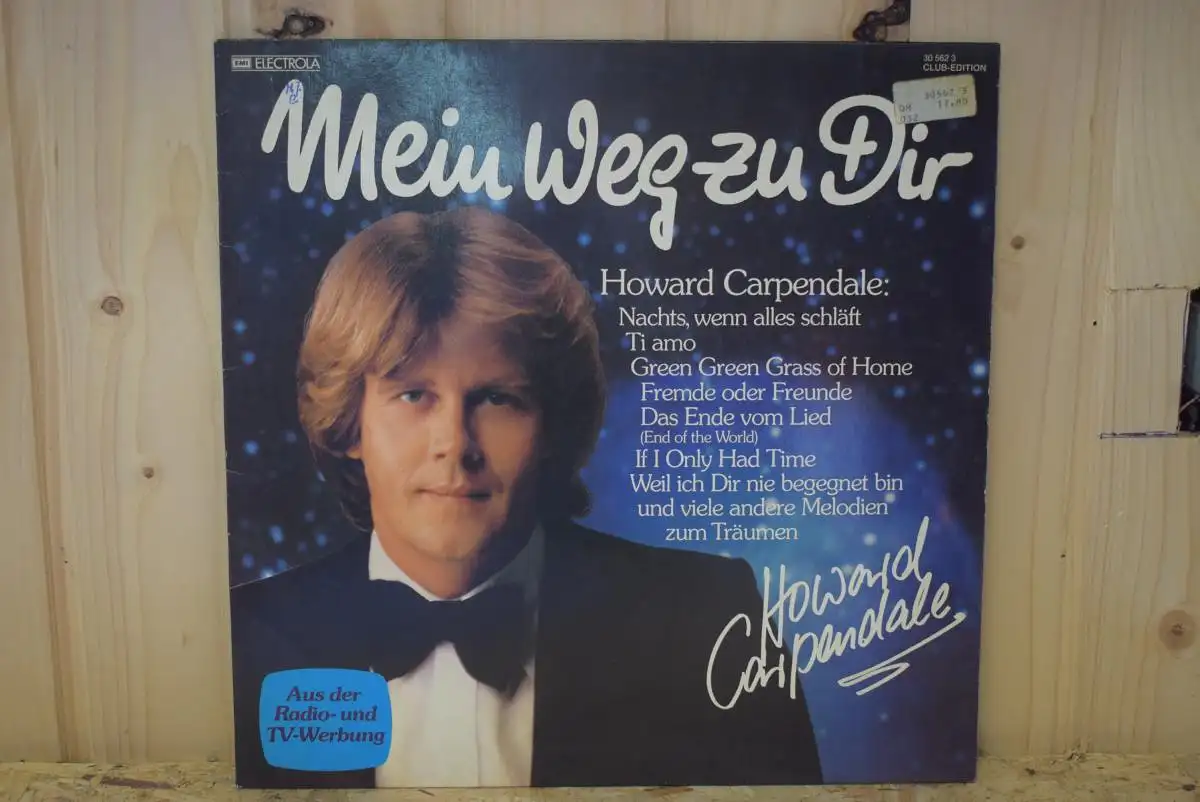 EMI ELECTROLA
30 562 3
CLUB-EDITION
30562 3
032
Mein Weg zu Dir
Howard Carpendale:
Nachts, wenn alles schläft
Ti amo
Green Green Grass of Home
Fremde oder Freunde
Das Ende vom Lied
(End of the World)
If I Only Had Time
Weil ich Dir nie begegnet bin
und viele andere Melodien
zum Träumen
Howard
Carpendale
Aus der
Radio- und
TV-Werbung